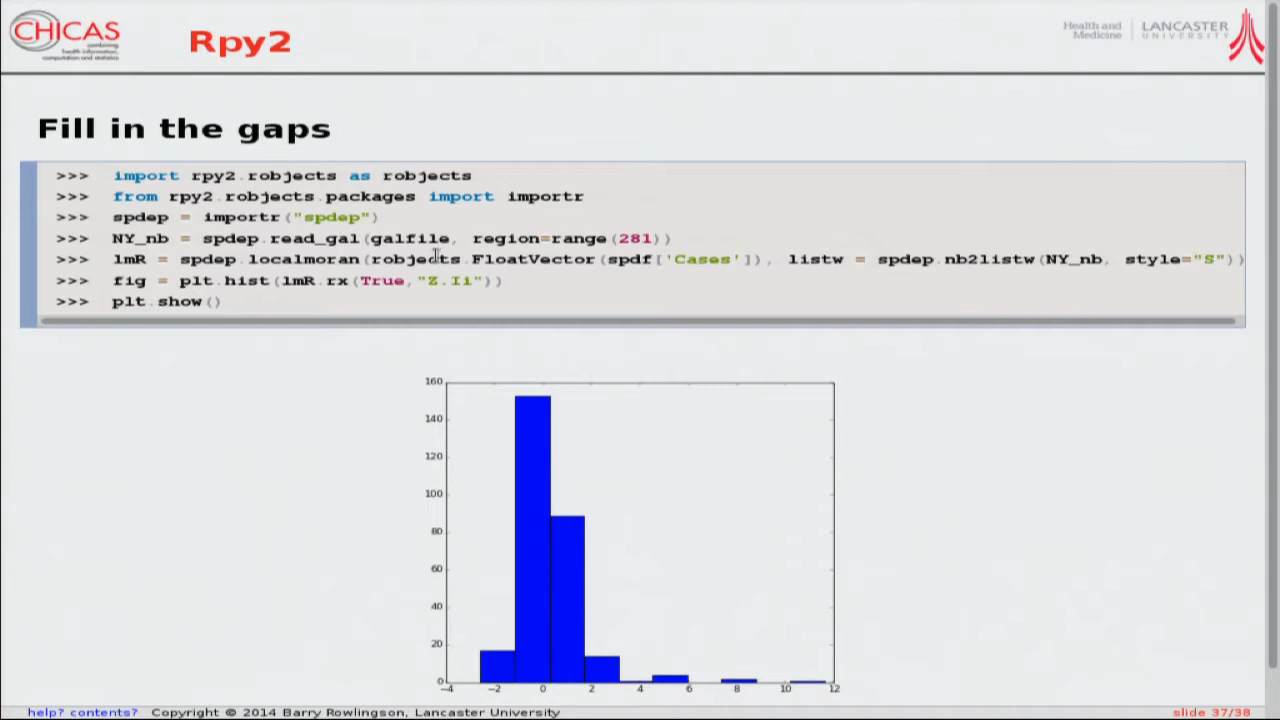 CHICAS
combining
health information,
computation and statistics
Rpy2
Health and
Medicine
LANCASTER
UNIVERSITY
Fill in the gaps
>>> import rpy2.robjects as robjects
>>> from rpy2.robjects.packages import importr
>>> spdep = importr("spdep")
>>> NY_nb = spdep.read_gal(galfile, region=range(281))
>>> lmR = spdep.localmoran(robjects.FloatVector(spdf['Cases']), listw = spdep.nb2listw(NY_nb, style="S"))
>>> fig = plt.hist(lmR.rx(True,"Z.Ii"))
>>> plt.show()
160
140
120
100
80
60
40
20
0
−4 −2 0 2 4 6 8 10 12
help? contents? Copyright © 2014 Barry Rowlingson, Lancaster University
slide 37/38